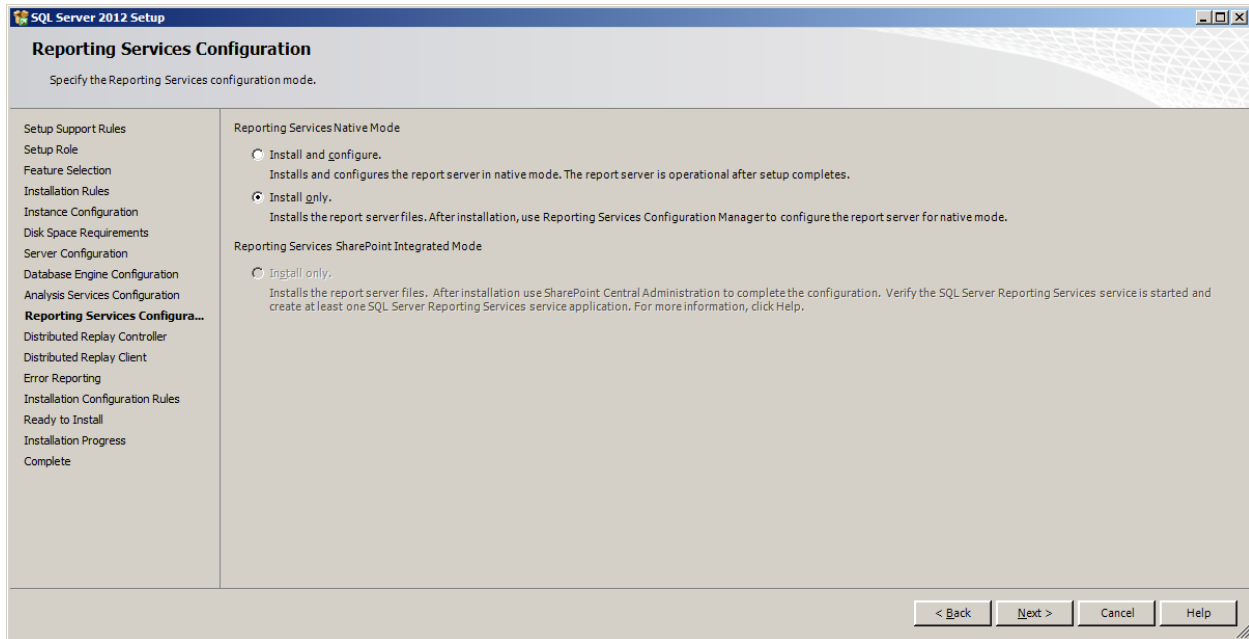 SQL Server 2012 Setup
Reporting Services Configuration
Specify the Reporting Services configuration mode.
Setup Support Rules
Setup Role
Feature Selection
Installation Rules
Instance Configuration
Disk Space Requirements
Server Configuration
Database Engine Configuration
Analysis Services Configuration
Reporting Services Configura...
Distributed Replay Controller
Distributed Replay Client
Error Reporting
Installation Configuration Rules
Ready to Install
Installation Progress
Complete
Reporting Services Native Mode
Install and configure.
Installs and configures the report server in native mode. The report server is operational after setup completes.
Install only.
Installs the report server files. After installation, use Reporting Services Configuration Manager to configure the report server for native mode.
Reporting Services SharePoint Integrated Mode
Install only.
Installs the report server files. After installation use SharePoint Central Administration to complete the configuration. Verify the SQL Server Reporting Services service is started and
create at least one SQL Server Reporting Services service application. For more information, click Help.
< Back
Next >
Cancel
Help